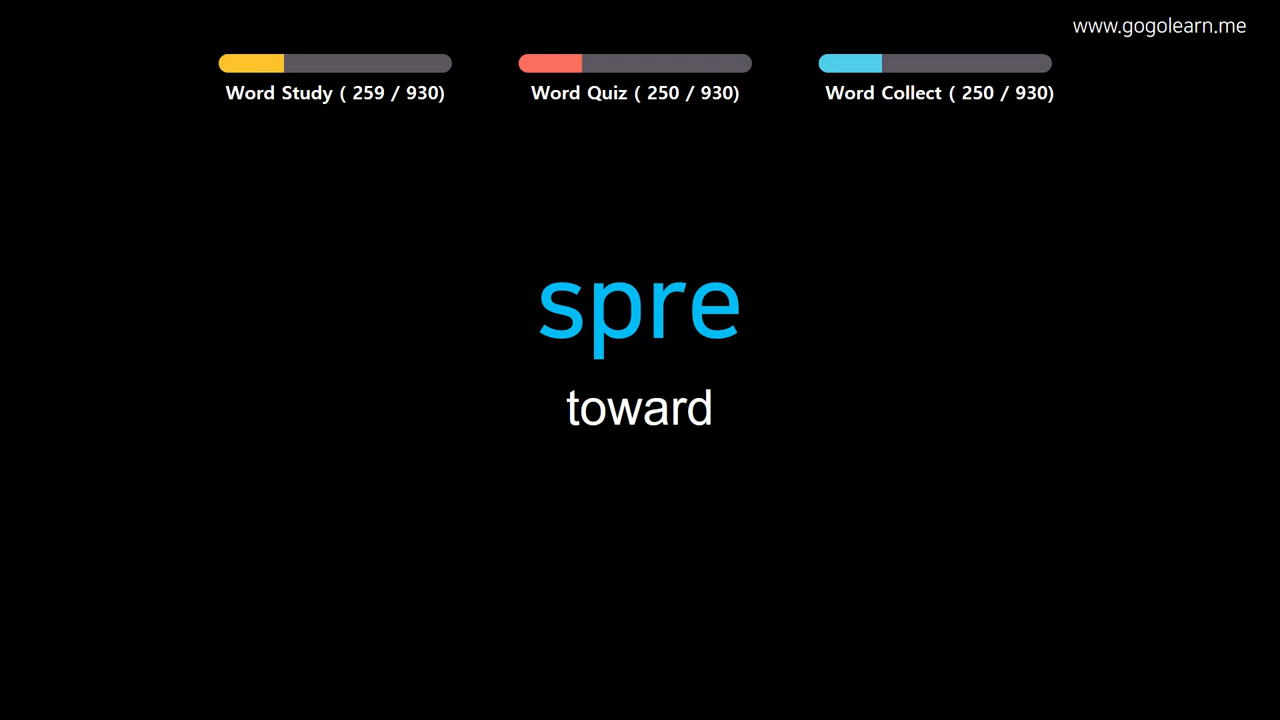 www.gogolearn.me
Word Study ( 259 / 930)
Word Quiz ( 250 / 930)
Word Collect ( 250 / 930)
spre
toward